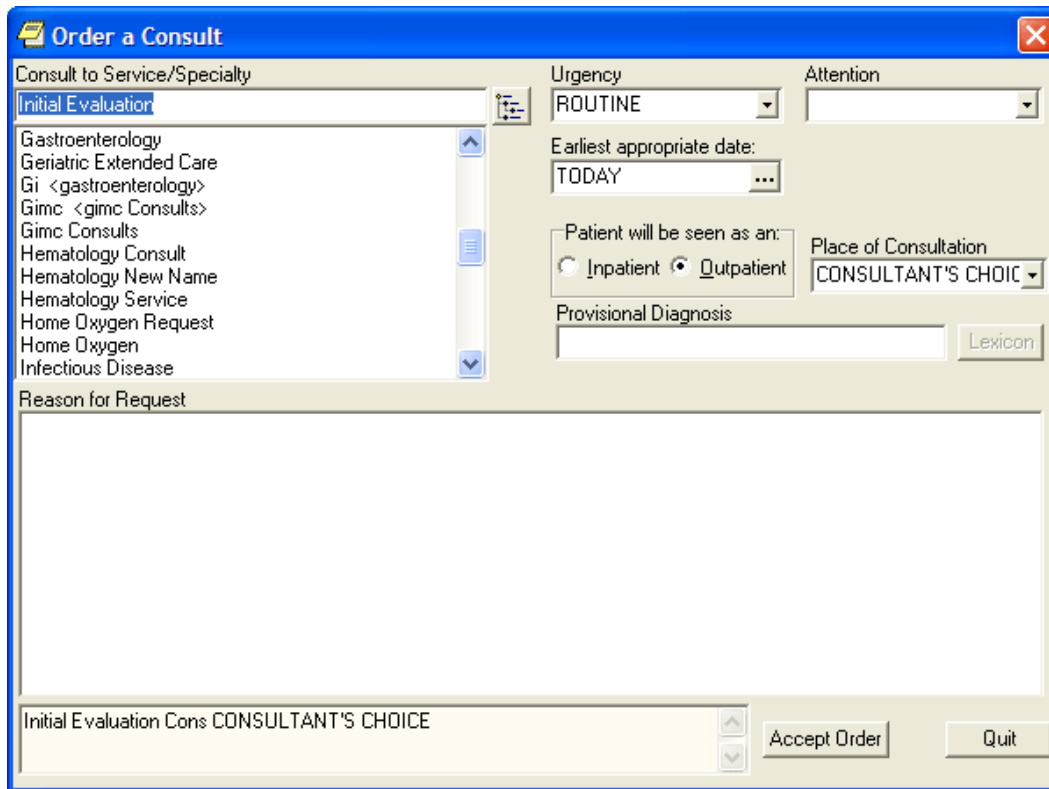 Order a Consult
Consult to Service/Specialty
Initial Evaluation
Gastroenterology
Geriatric Extended Care
Gi <gastroenterology>
Gimc <gimc Consults>
Gimc Consults
Hematology Consult
Hematology New Name
Hematology Service
Home Oxygen Request
Home Oxygen
Infectious Disease
Urgency
ROUTINE
Attention
Earliest appropriate date:
TODAY
...
Patient will be seen as an:
Inpatient
Outpatient
Place of Consultation
CONSULTANT'S CHOIC
Provisional Diagnosis
Lexicon
Reason for Request
Initial Evaluation Cons CONSULTANT'S CHOICE
Accept Order
Quit